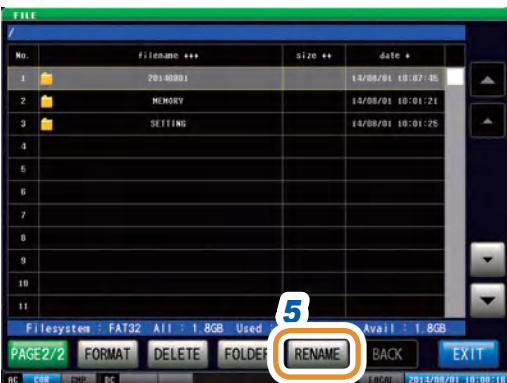 FILE
/
No. filename +++ size ++ date +
1 20140801 14/08/01 10:07:45
2 MEMORY 14/08/01 10:01:21
3 SETTING 14/08/01 10:01:25
4
5
6
7
8
9
10
11
5
Filesystem : FAT32 All : 1.8GB Used : Avail : 1.8GB
PAGE2/2 FORMAT DELETE FOLDER RENAME BACK EXIT
AC COR CMP DC LOCAL 2014/08/01 10:08:16